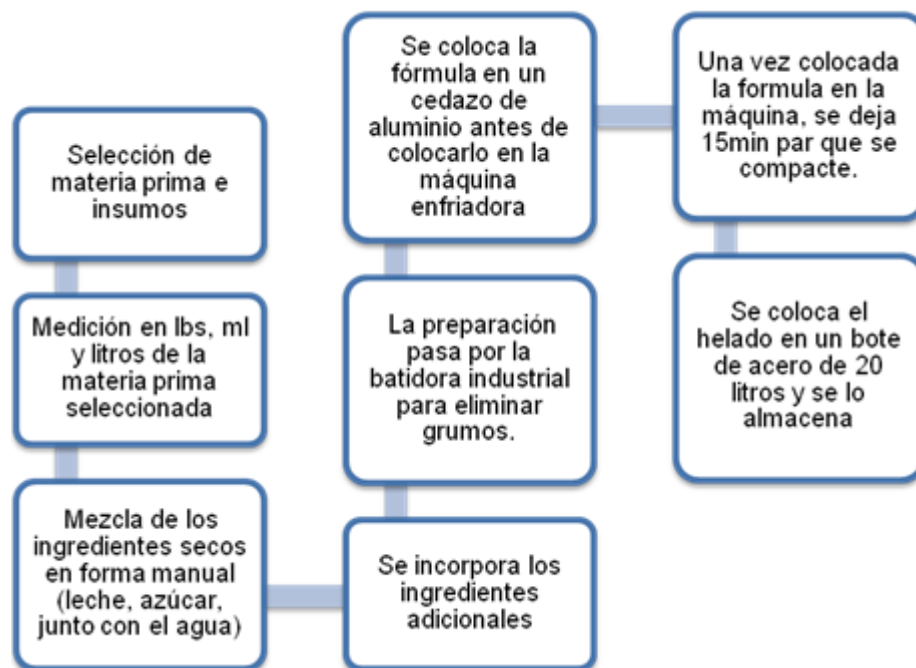 Selección de
materia prima e
insumos
Medición en lbs, ml
y litros de la
materia prima
seleccionada
Mezcla de los
ingredientes secos
en forma manual
(leche, azúcar,
junto con el agua)
Se incorpora los
ingredientes
adicionales
La preparación
pasa por la
batidora industrial
para eliminar
grumos.
Se coloca la
fórmula en un
cedazo de
aluminio antes de
colocarlo en la
máquina
enfriadora
Una vez colocada
la formula en la
máquina, se deja
15min par que se
compacte.
Se coloca el
helado en un bote
de acero de 20
litros y se lo
almacena